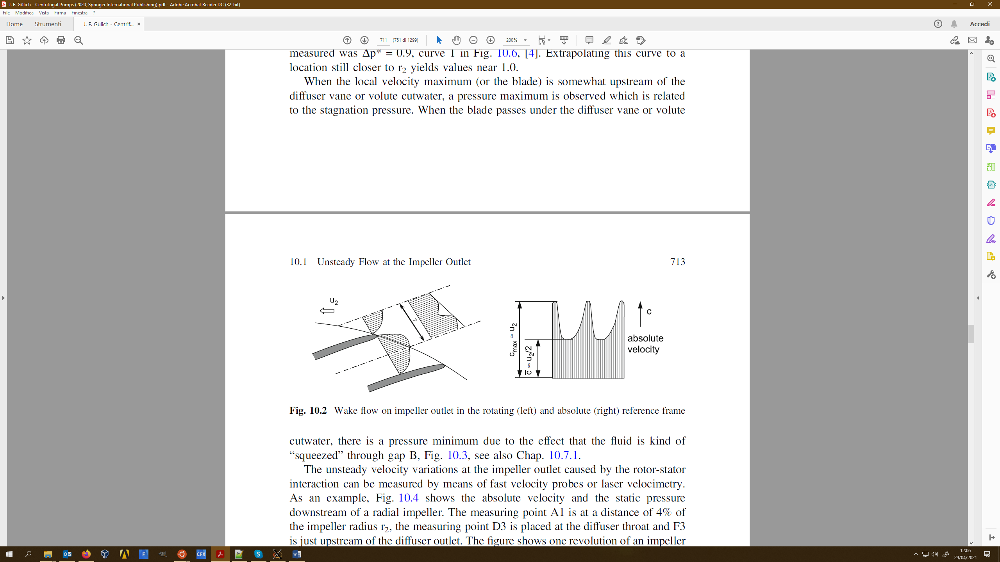 J. F. Gülich - Centrifugal Pumps (2020, Springer International Publishing).pdf - Adobe Acrobat Reader DC (32-bit)
File Modifica Vista Firma Finestra ?
Home Strumenti J. F. Gülich - Centrif... × Accedi
711 (751 di 1299) 200%
measured was Δp* = 0.9, curve 1 in Fig. 10.6, [4]. Extrapolating this curve to a
location still closer to r₂ yields values near 1.0.
When the local velocity maximum (or the blade) is somewhat upstream of the
diffuser vane or volute cutwater, a pressure maximum is observed which is related
to the stagnation pressure. When the blade passes under the diffuser vane or volute
10.1 Unsteady Flow at the Impeller Outlet 713
u₂
T
c_max ≈ u₂
c̅ ≈ u₂/2
c
absolute
velocity
Fig. 10.2 Wake flow on impeller outlet in the rotating (left) and absolute (right) reference frame
cutwater, there is a pressure minimum due to the effect that the fluid is kind of
“squeezed” through gap B, Fig. 10.3, see also Chap. 10.7.1.
The unsteady velocity variations at the impeller outlet caused by the rotor-stator
interaction can be measured by means of fast velocity probes or laser velocimetry.
As an example, Fig. 10.4 shows the absolute velocity and the static pressure
downstream of a radial impeller. The measuring point A1 is at a distance of 4% of
the impeller radius r₂, the measuring point D3 is placed at the diffuser throat and F3
is just upstream of the diffuser outlet. The figure shows one revolution of an impeller
CFX
12:06
29/04/2021